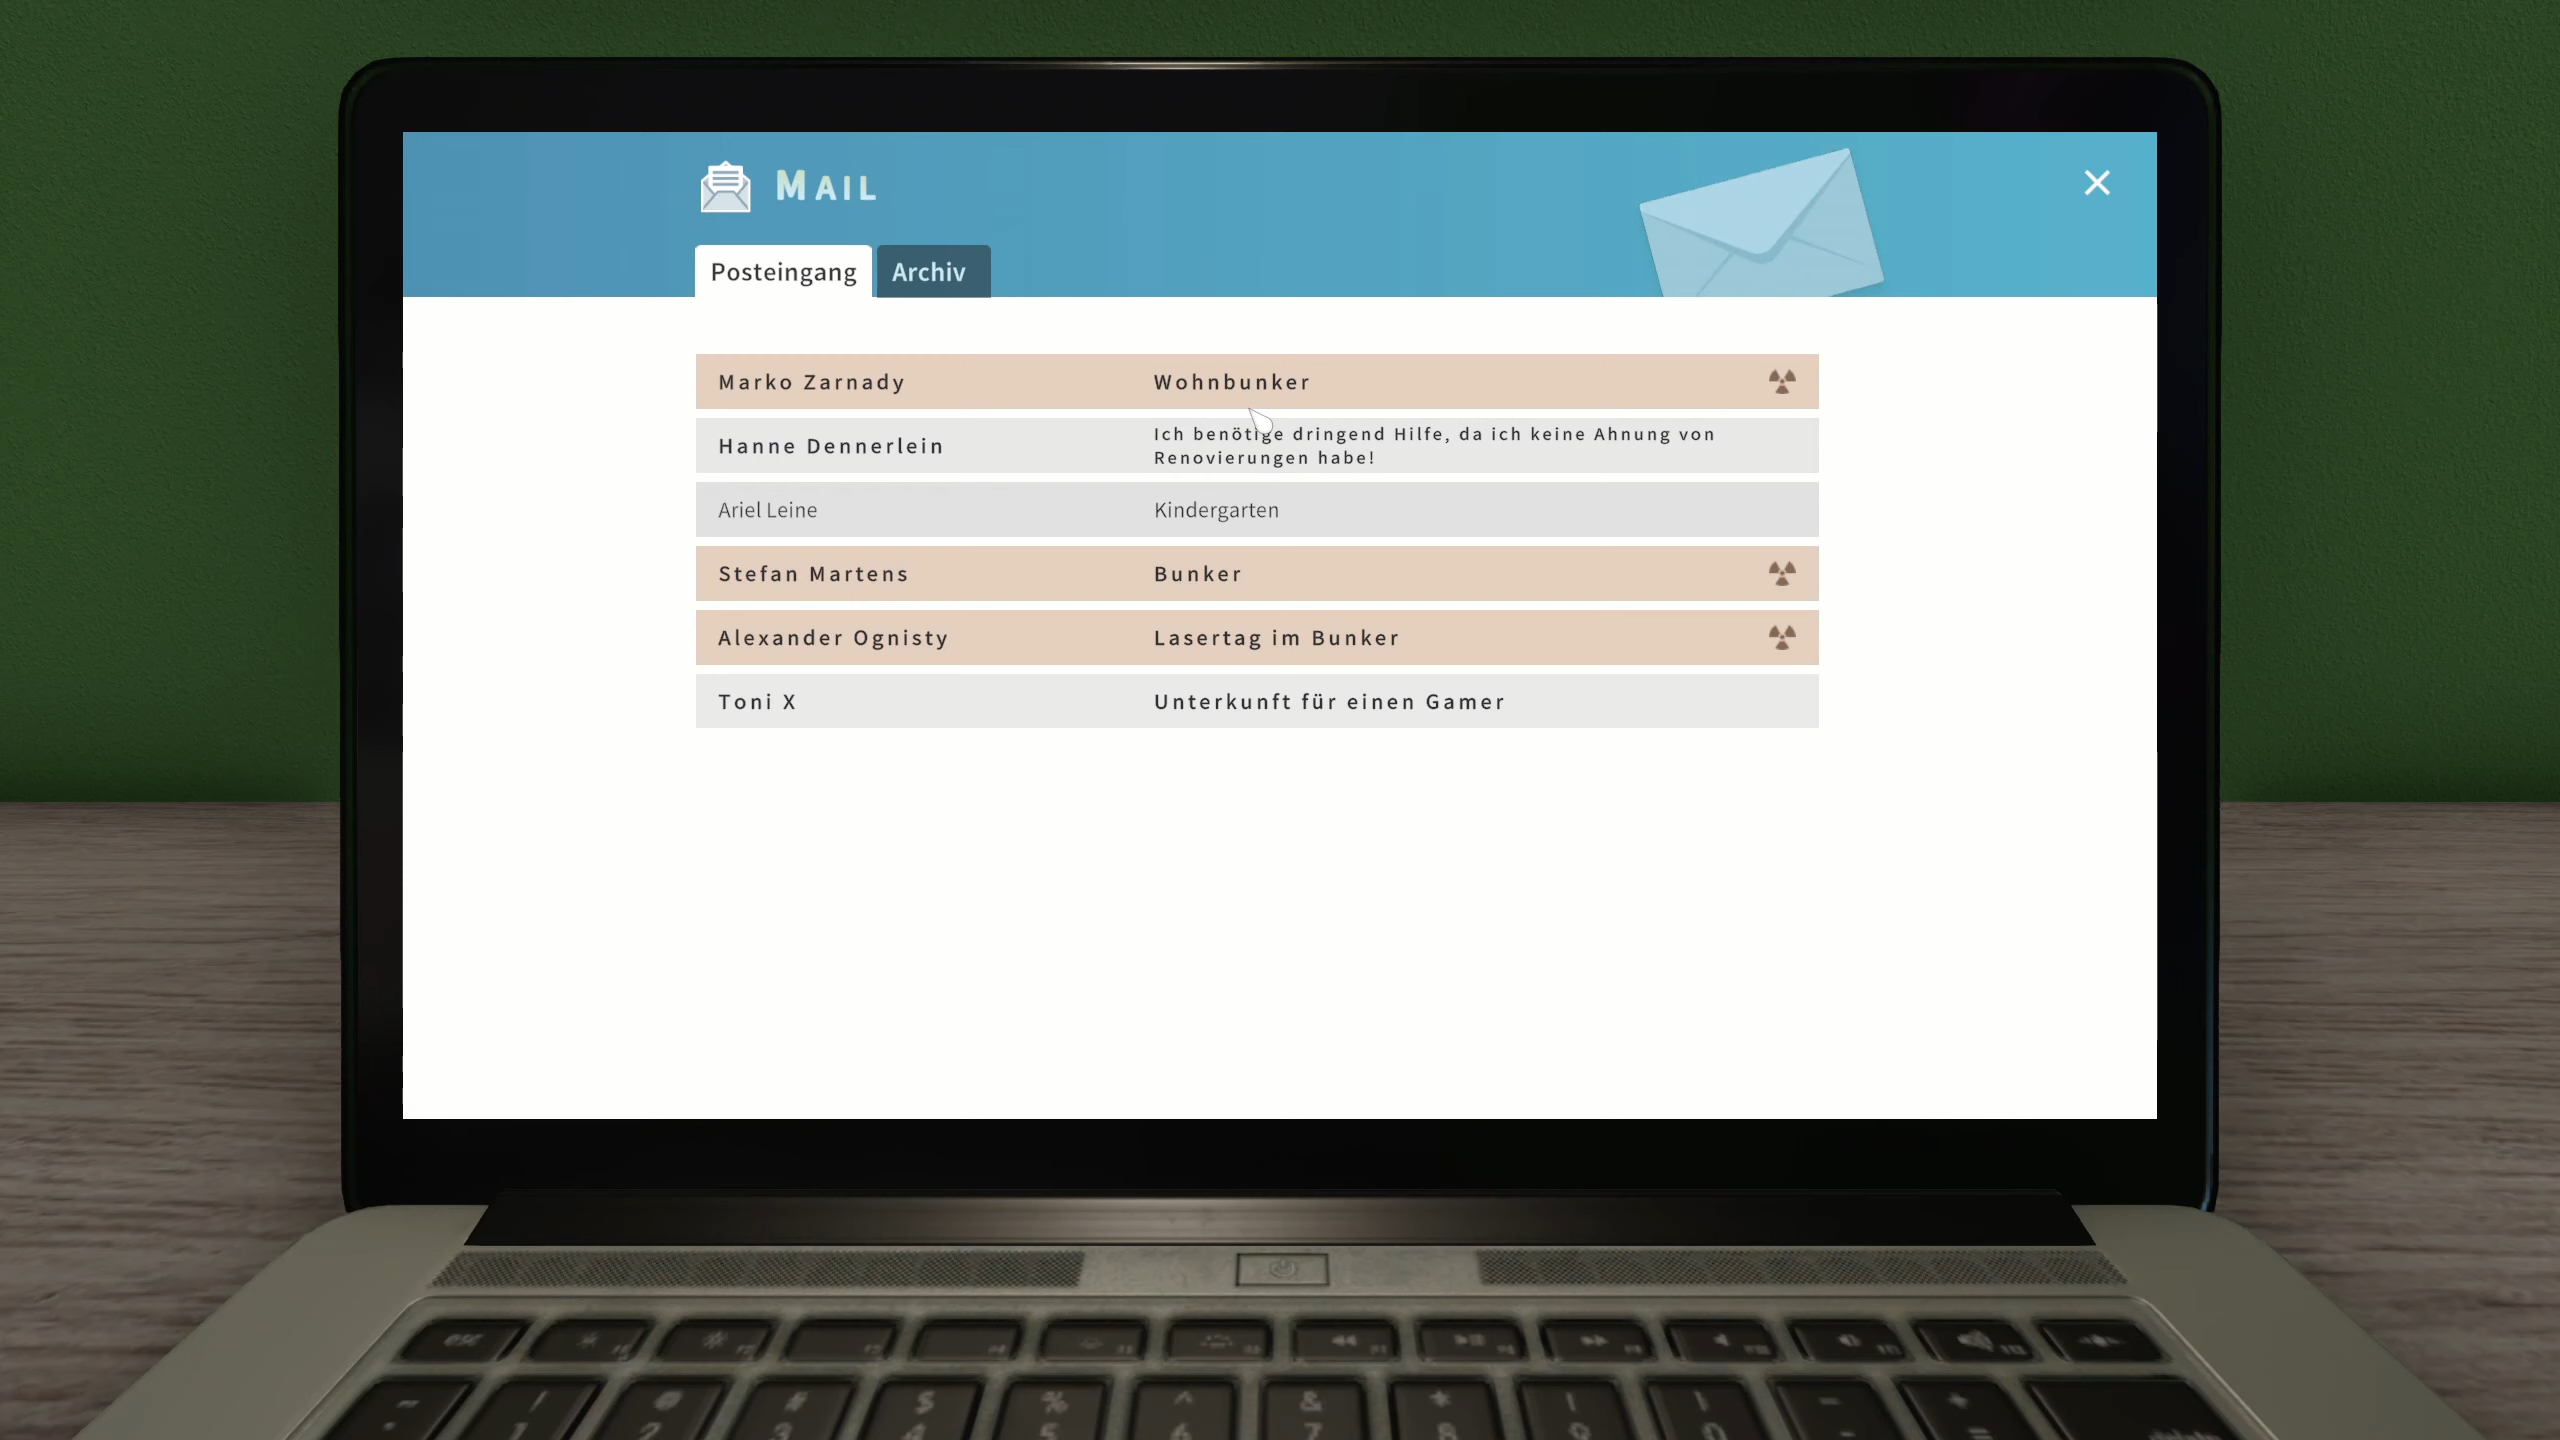 MAIL
Posteingang
Archiv
Marko Zarnady
Wohnbunker
Hanne Dennerlein
Ich benötige dringend Hilfe, da ich keine Ahnung von
Renovierungen habe!
Ariel Leine
Kindergarten
Stefan Martens
Bunker
Alexander Ognisty
Lasertag im Bunker
Toni X
Unterkunft für einen Gamer
esc